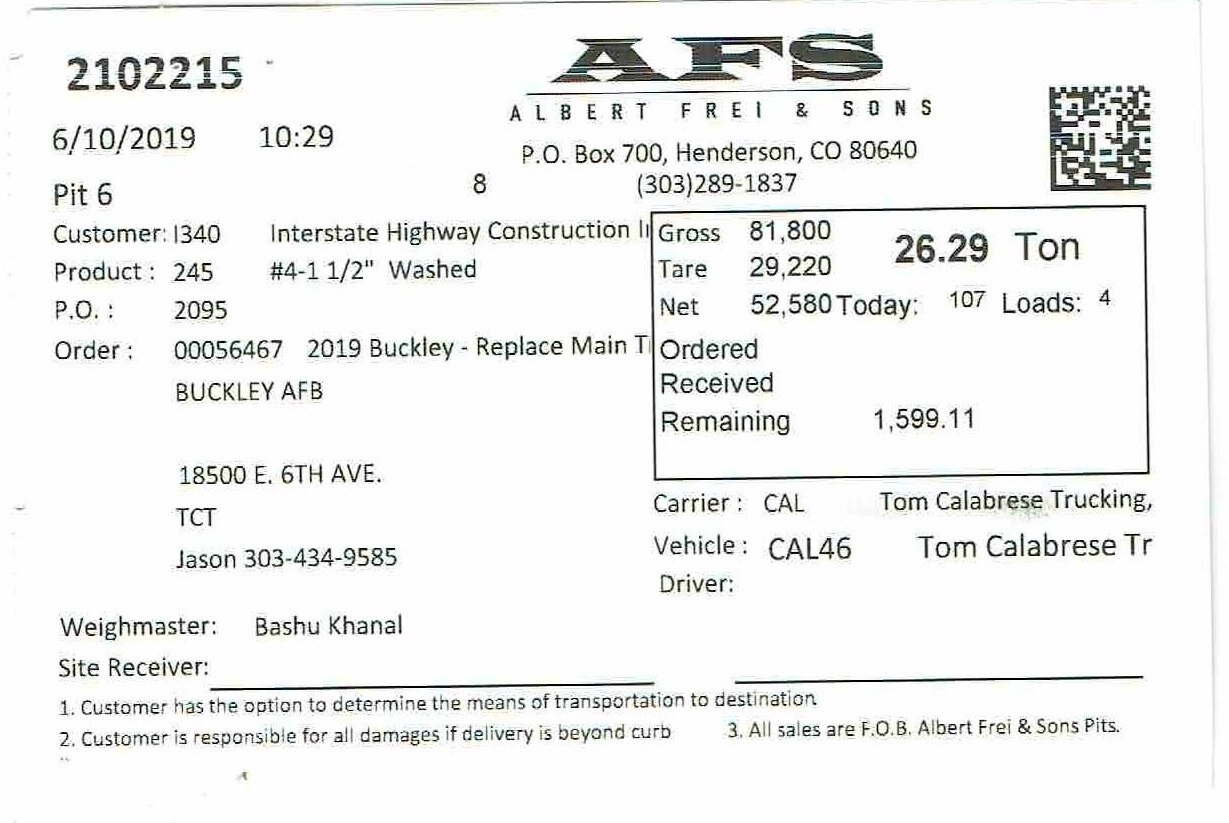 2102215
AFS
ALBERT FREI & SONS
6/10/2019 10:29
P.O. Box 700, Henderson, CO 80640
Pit 6 8 (303)289-1837
Customer: I340 Interstate Highway Construction I
Product : 245 #4-1 1/2" Washed
P.O. : 2095
Order : 00056467 2019 Buckley - Replace Main T
BUCKLEY AFB
18500 E. 6TH AVE.
TCT
Jason 303-434-9585
Gross 81,800 26.29 Ton
Tare 29,220
Net 52,580 Today: 107 Loads: 4
Ordered
Received
Remaining 1,599.11
Carrier : CAL Tom Calabrese Trucking,
Vehicle : CAL46 Tom Calabrese Tr
Driver:
Weighmaster: Bashu Khanal
Site Receiver:
1. Customer has the option to determine the means of transportation to destination
2. Customer is responsible for all damages if delivery is beyond curb 3. All sales are F.O.B. Albert Frei & Sons Pits.